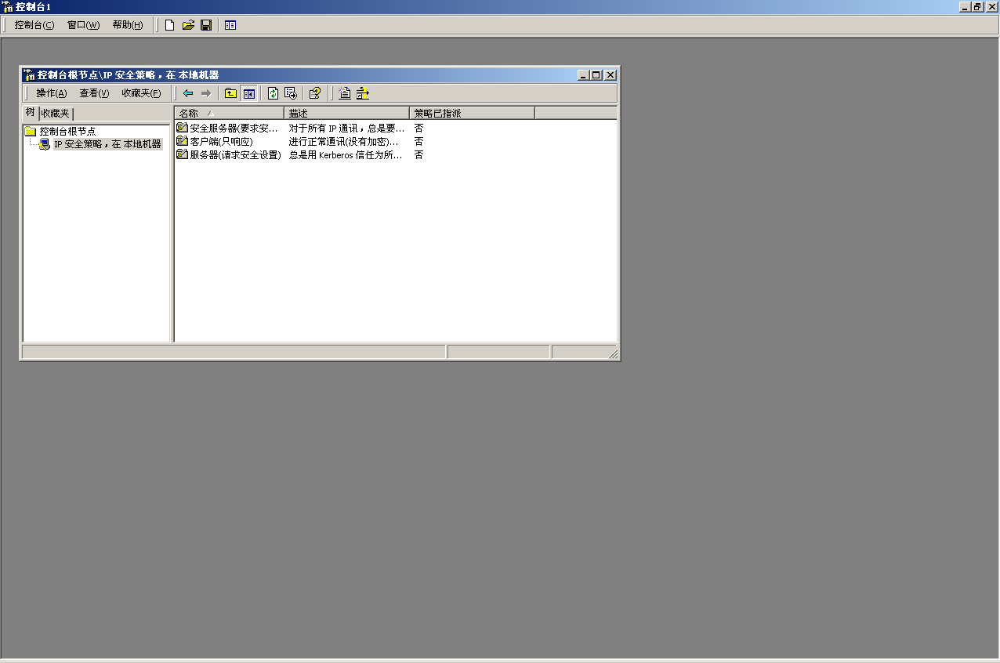 控制台1
控制台(C) 窗口(W) 帮助(H)
控制台根节点\IP 安全策略，在 本地机器
操作(A) 查看(V) 收藏夹(F)
树 收藏夹
名称 描述 策略已指派
控制台根节点
IP 安全策略，在 本地机器
安全服务器(要求安... 对于所有 IP 通讯，总是要... 否
客户端(只响应) 进行正常通讯(没有加密)... 否
服务器(请求安全设置) 总是用 Kerberos 信任为所... 否